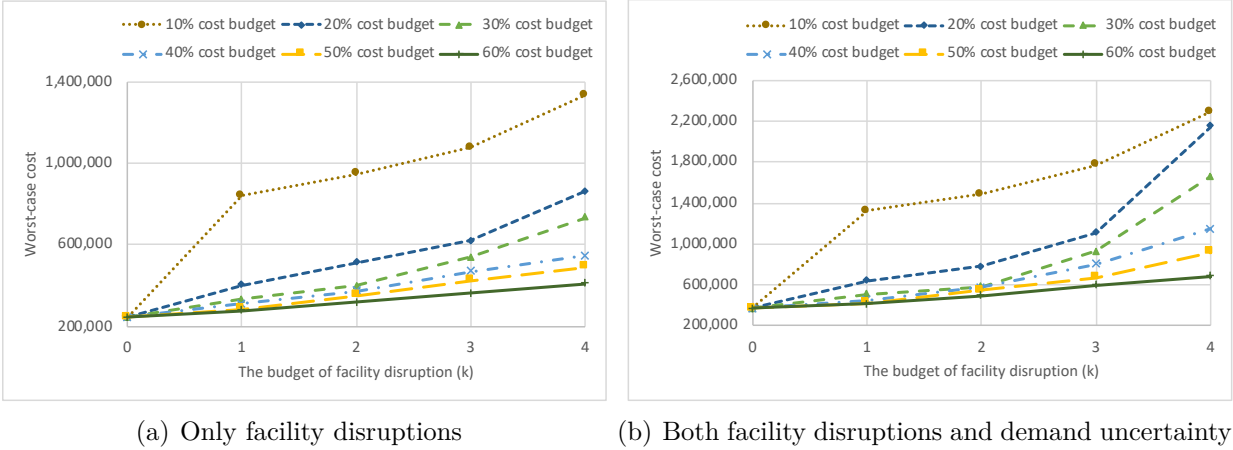 10% cost budget 20% cost budget 30% cost budget
40% cost budget 50% cost budget 60% cost budget
1,400,000
1,000,000
600,000
200,000
Worst-case cost
0 1 2 3 4
The budget of facility disruption (k)
(a) Only facility disruptions
10% cost budget 20% cost budget 30% cost budget
40% cost budget 50% cost budget 60% cost budget
2,600,000
2,200,000
1,800,000
1,400,000
1,000,000
600,000
200,000
Worst-case cost
0 1 2 3 4
The budget of facility disruption (k)
(b) Both facility disruptions and demand uncertainty